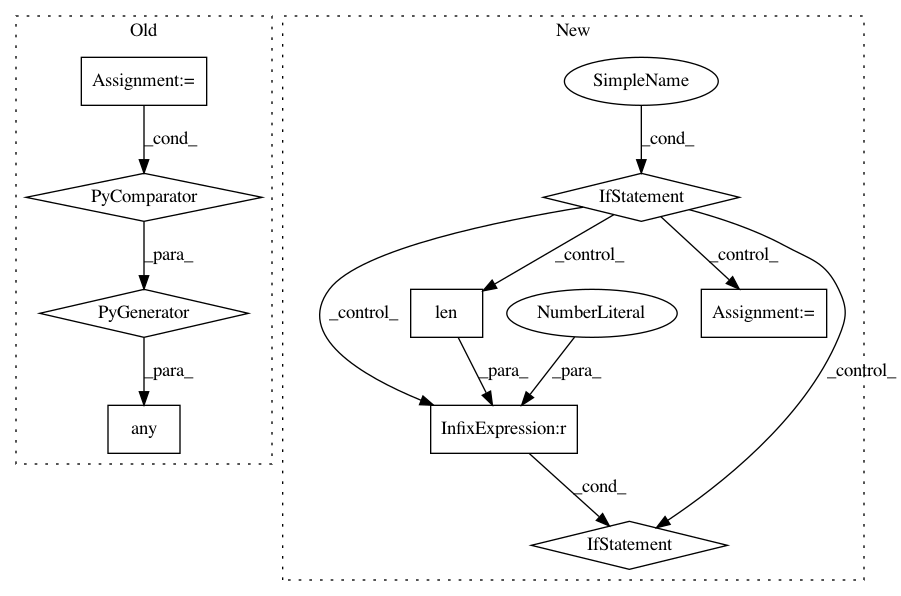 Old
New
Assignment:=
SimpleName
_cond_
_cond_
PyComparator
IfStatement
_para_
_control_
_control_
_control_
PyGenerator
len
NumberLiteral
Assignment:=
_para_
_para_
_para_
_control_
any
InfixExpression:r
_cond_
IfStatement